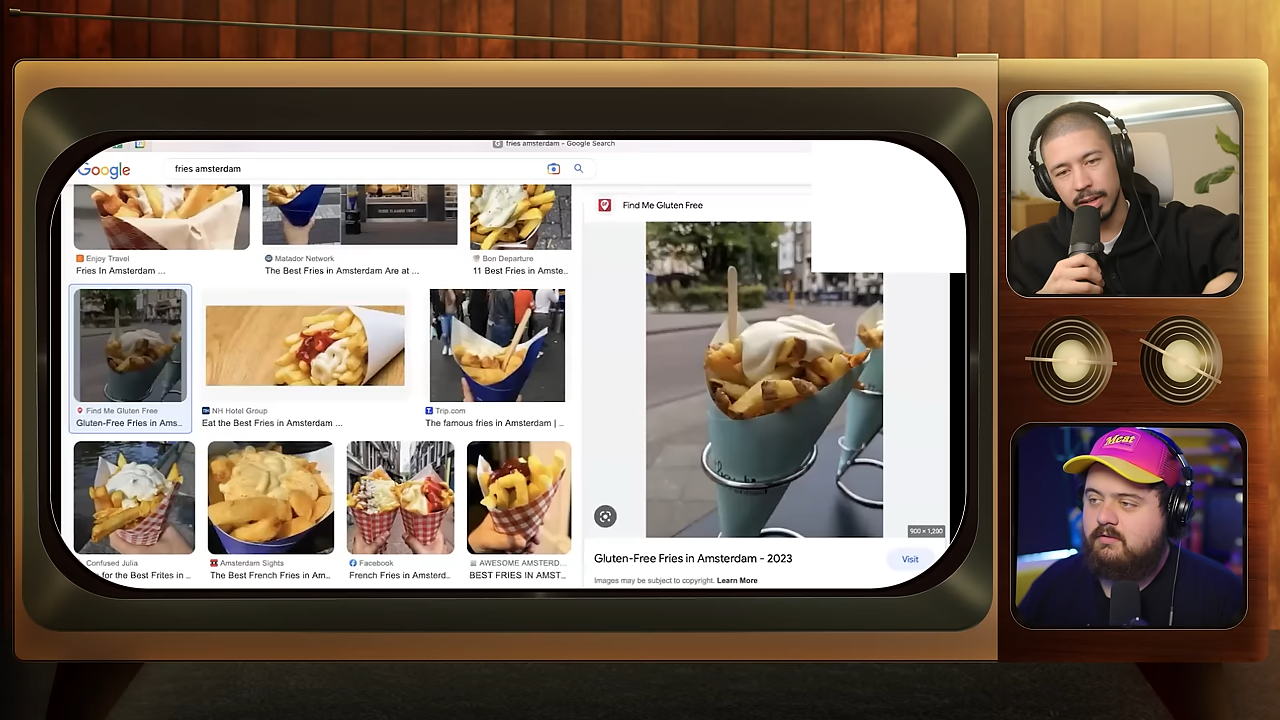 fries amsterdam - Google Search
Google
fries amsterdam
Find Me Gluten Free
Enjoy Travel
Fries In Amsterdam ...
Matador Network
The Best Fries in Amsterdam Are at ...
Bon Departure
11 Best Fries in Amste..
Find Me Gluten Free
Gluten-Free Fries in Ams..
NH Hotel Group
Eat the Best Fries in Amsterdam ...
Trip.com
The famous fries in Amsterdam | ..
Confused Julia
for the Best Frites in ..
Amsterdam Sights
The Best French Fries in Am..
Facebook
French Fries in Amsterd..
AWESOME AMSTERD...
BEST FRIES IN AMST...
900 × 1,200
Gluten-Free Fries in Amsterdam - 2023
Visit
Images may be subject to copyright. Learn More
Meat